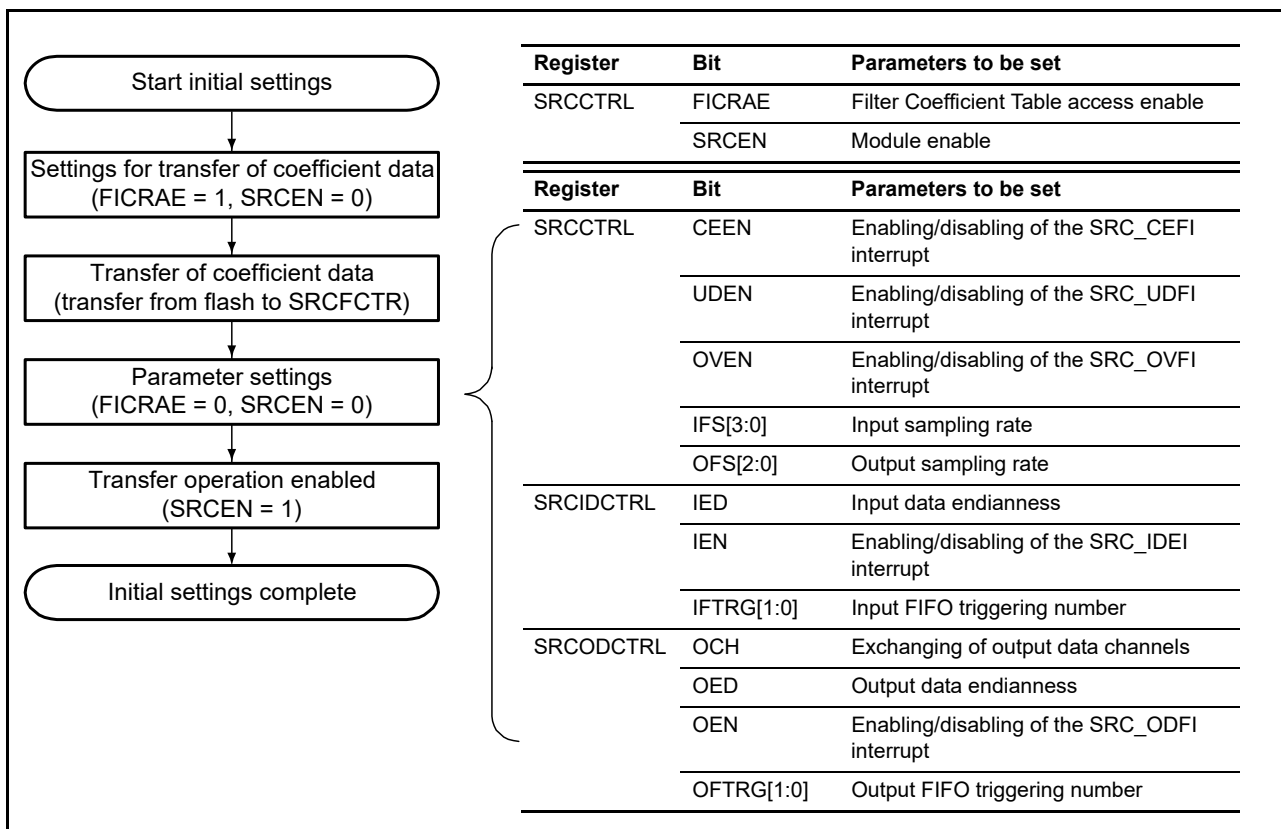 Start initial settings
Settings for transfer of coefficient data
(FICRAE = 1, SRCEN = 0)
Transfer of coefficient data
(transfer from flash to SRCFCTR)
Parameter settings
(FICRAE = 0, SRCEN = 0)
Transfer operation enabled
(SRCEN = 1)
Initial settings complete
Register Bit Parameters to be set
SRCCTRL FICRAE Filter Coefficient Table access enable
SRCEN Module enable
Register Bit Parameters to be set
SRCCTRL CEEN Enabling/disabling of the SRC_CEFI
interrupt
UDEN Enabling/disabling of the SRC_UDFI
interrupt
OVEN Enabling/disabling of the SRC_OVFI
interrupt
IFS[3:0] Input sampling rate
OFS[2:0] Output sampling rate
SRCIDCTRL IED Input data endianness
IEN Enabling/disabling of the SRC_IDEI
interrupt
IFTRG[1:0] Input FIFO triggering number
SRCODCTRL OCH Exchanging of output data channels
OED Output data endianness
OEN Enabling/disabling of the SRC_ODFI
interrupt
OFTRG[1:0] Output FIFO triggering number